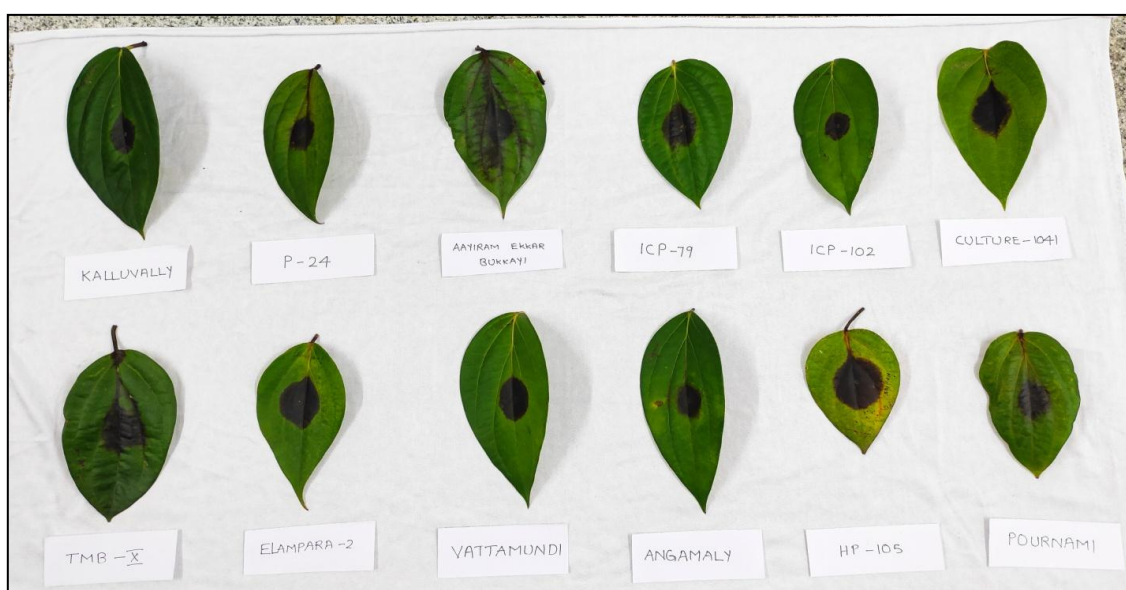 KALLUVALLY
P-24
AAYIRAM EKKAR
BUKKAYI
ICP-79
ICP-102
CULTURE-1041
TMB-X
ELAMPARA-2
VATTAMUNDI
ANGAMALY
HP-105
POURNAMI